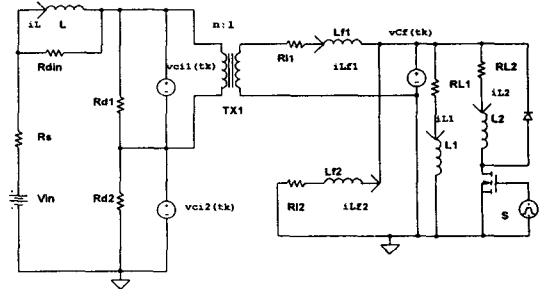 iL L
Rdin
Rs
Vin
Rd1
Rd2
vci1(tk)
vci2(tk)
n:1
TX1
Rl1
Lf1
iLf1
Lf2
Rl2
iLf2
vCf(tk)
RL1
iL1
L1
RL2
iL2
L2
S